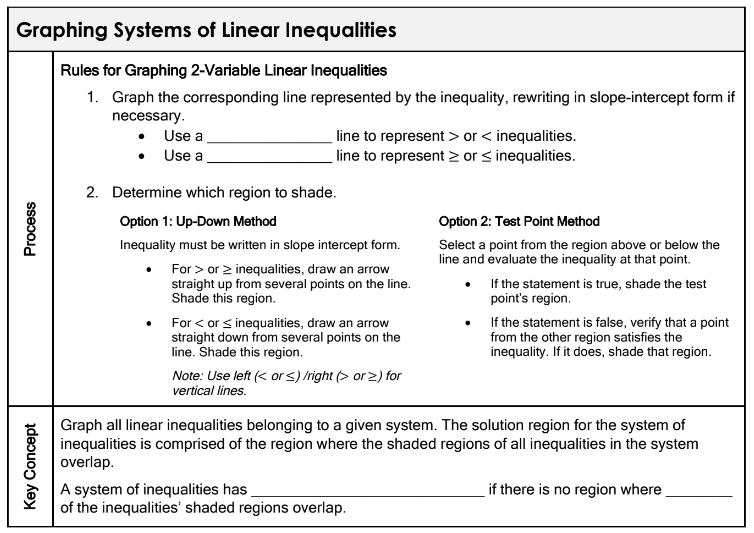 Graphing Systems of Linear Inequalities
Process
Rules for Graphing 2-Variable Linear Inequalities
1. Graph the corresponding line represented by the inequality, rewriting in slope-intercept form if
necessary.
• Use a _______________ line to represent > or < inequalities.
• Use a _______________ line to represent ≥ or ≤ inequalities.
2. Determine which region to shade.
Option 1: Up-Down Method
Inequality must be written in slope intercept form.
• For > or ≥ inequalities, draw an arrow
straight up from several points on the line.
Shade this region.
• For < or ≤ inequalities, draw an arrow
straight down from several points on the
line. Shade this region.
Note: Use left (< or ≤) /right (> or ≥) for
vertical lines.
Option 2: Test Point Method
Select a point from the region above or below the
line and evaluate the inequality at that point.
• If the statement is true, shade the test
point's region.
• If the statement is false, verify that a point
from the other region satisfies the
inequality. If it does, shade that region.
Key Concept
Graph all linear inequalities belonging to a given system. The solution region for the system of
inequalities is comprised of the region where the shaded regions of all inequalities in the system
overlap.
A system of inequalities has ____________________________ if there is no region where ________
of the inequalities' shaded regions overlap.